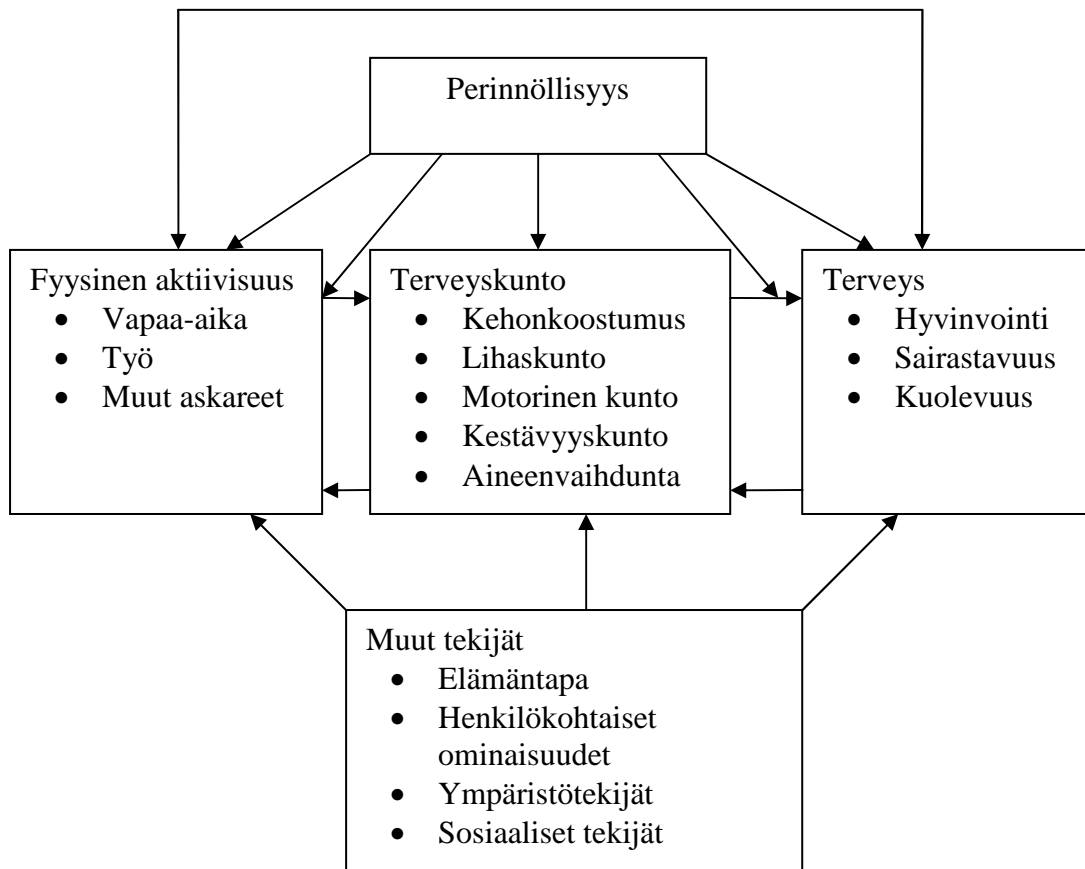 Perinnöllisyys
Fyysinen aktiivisuus
• Vapaa-aika
• Työ
• Muut askareet
Terveyskunto
• Kehonkoostumus
• Lihaskunto
• Motorinen kunto
• Kestävyyskunto
• Aineenvaihdunta
Terveys
• Hyvinvointi
• Sairastavuus
• Kuolevuus
Muut tekijät
• Elämäntapa
• Henkilökohtaiset
ominaisuudet
• Ympäristötekijät
• Sosiaaliset tekijät